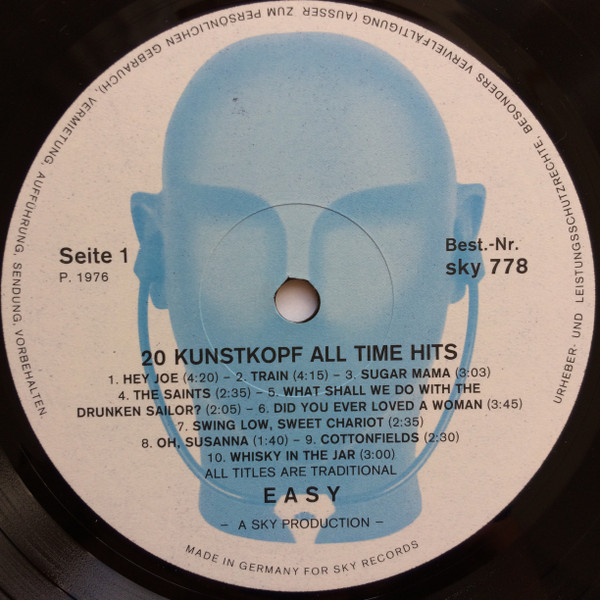 URHEBER- UND LEISTUNGSSCHUTZRECHTE, BESONDERS VERVIELFÄLTIGUNG (AUSSER ZUM PERSÖNLICHEN GEBRAUCH), VERMIETUNG, AUFFÜHRUNG, SENDUNG, VORBEHALTEN.
Seite 1
P. 1976
Best.-Nr.
sky 778
20 KUNSTKOPF ALL TIME HITS
1. HEY JOE (4:20) – 2. TRAIN (4:15) – 3. SUGAR MAMA (3:03)
4. THE SAINTS (2:35) – 5. WHAT SHALL WE DO WITH THE
DRUNKEN SAILOR? (2:05) – 6. DID YOU EVER LOVED A WOMAN (3:45)
7. SWING LOW, SWEET CHARIOT (2:35)
8. OH, SUSANNA (1:40) – 9. COTTONFIELDS (2:30)
10. WHISKY IN THE JAR (3:00)
ALL TITLES ARE TRADITIONAL
EASY
– A SKY PRODUCTION –
MADE IN GERMANY FOR SKY RECORDS